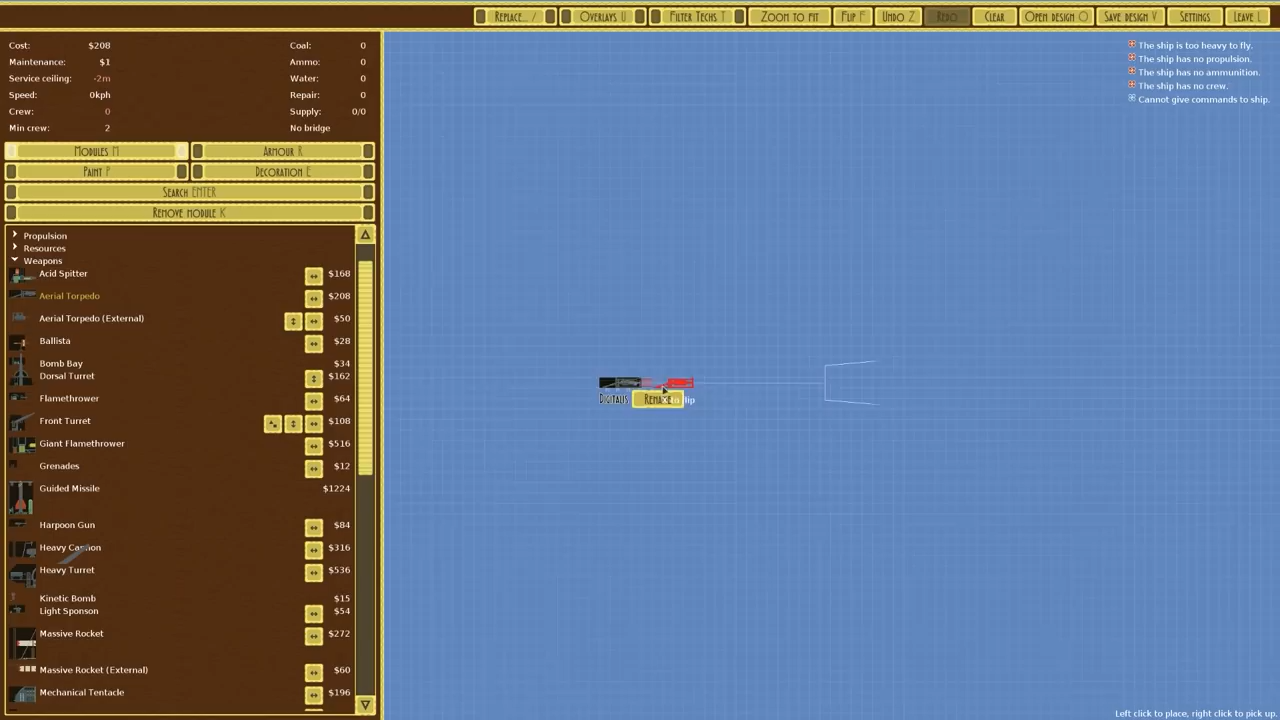 REPLACE... /
OVERLAYS U
FILTER TECHS T
ZOOM TO FIT
FLIP F
UNDO Z
REDO
CLEAR
OPEN DESIGN O
SAVE DESIGN V
SETTINGS
LEAVE L
Cost: $208
Coal: 0
Maintenance: $1
Ammo: 0
Service ceiling: -2m
Water: 0
Speed: 0kph
Repair: 0
Crew: 0
Supply: 0/0
Min crew: 2
No bridge
MODULES M
ARMOUR R
PAINT P
DECORATION E
SEARCH ENTER
REMOVE MODULE K
Propulsion
Resources
Weapons
Acid Spitter $168
Aerial Torpedo $208
Aerial Torpedo (External) $50
Ballista $28
Bomb Bay $34
Dorsal Turret $162
Flamethrower $64
Front Turret $108
Giant Flamethrower $516
Grenades $12
Guided Missile $1224
Harpoon Gun $84
Heavy Cannon $316
Heavy Turret $536
Kinetic Bomb $15
Light Sponson $54
Massive Rocket $272
Massive Rocket (External) $60
Mechanical Tentacle $196
The ship is too heavy to fly.
The ship has no propulsion.
The ship has no ammunition.
The ship has no crew.
Cannot give commands to ship.
DIGITALIS
Left click to place, right click to pick up.